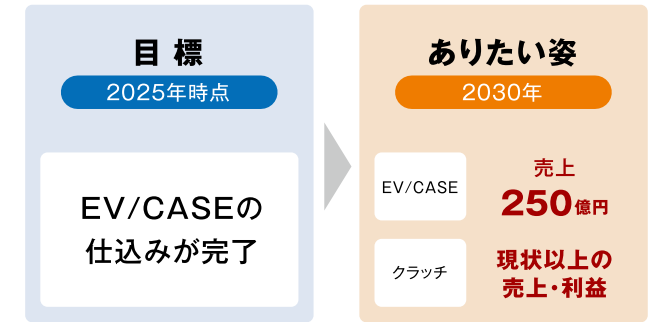 目 標
2025年時点
EV/CASEの
仕込みが完了
ありたい姿
2030年
EV/CASE
売上
250億円
クラッチ
現状以上の
売上・利益